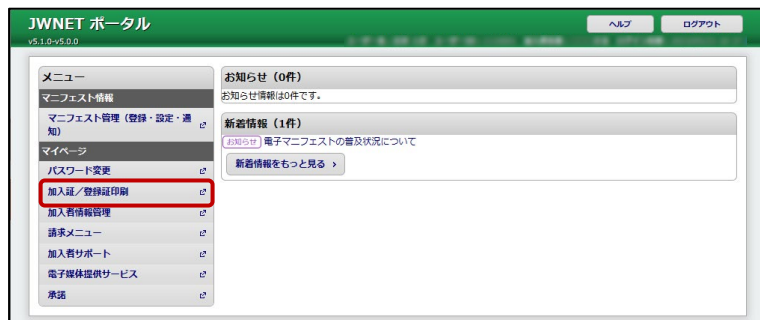 JWNET ポータル
v5.1.0-v5.0.0
ヘルプ
ログアウト
メニュー
マニフェスト情報
マニフェスト管理（登録・設定・通
知）
マイページ
パスワード変更
加入証／登録証印刷
加入者情報管理
請求メニュー
加入者サポート
電子媒体提供サービス
承諾
お知らせ（0件）
お知らせ情報は0件です。
新着情報（1件）
お知らせ 電子マニフェストの普及状況について
新着情報をもっと見る ›